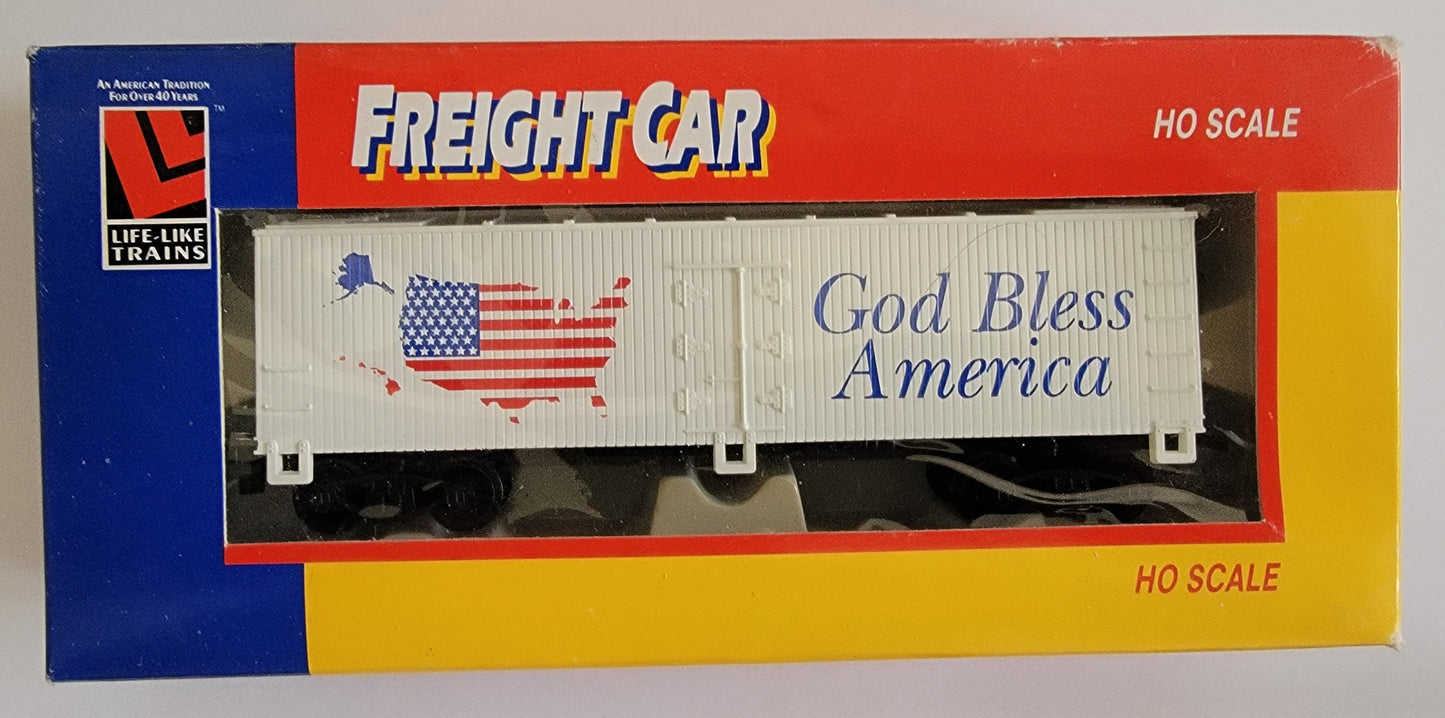 AN AMERICAN TRADITION
FOR OVER 40 YEARS
TM
LIFE-LIKE
TRAINS
FREIGHT CAR
HO SCALE
God Bless
America
HO SCALE